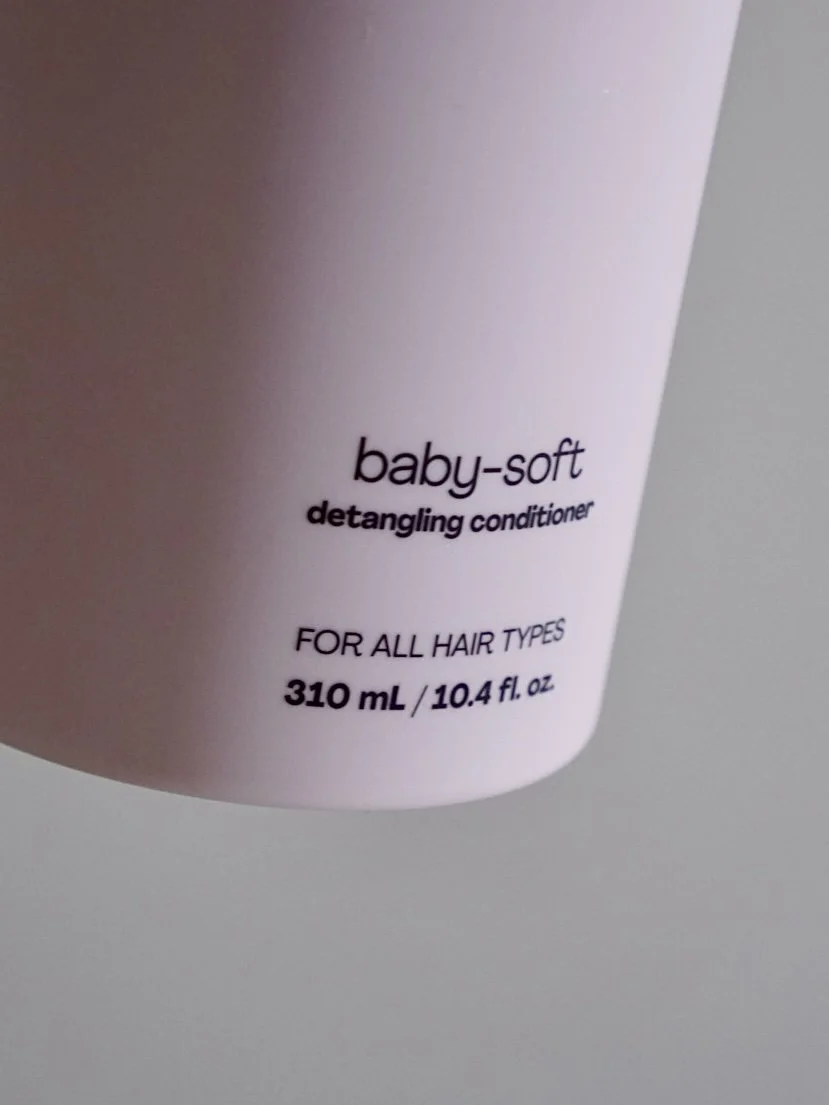 baby-soft
detangling conditioner
FOR ALL HAIR TYPES
310 mL / 10.4 fl. oz.